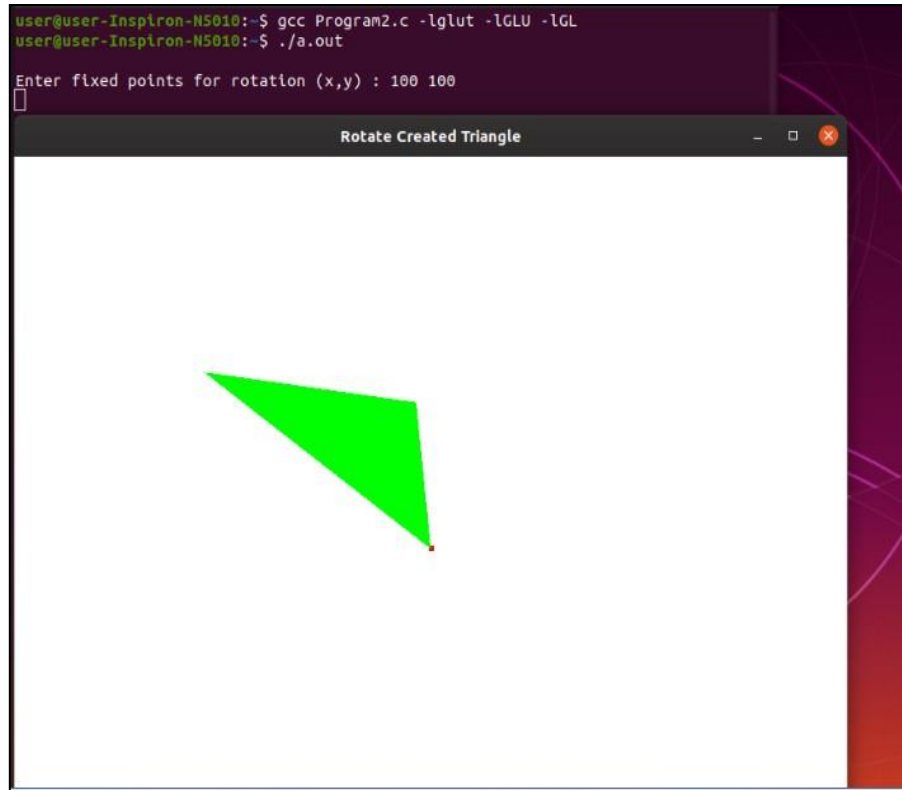 user@user-Inspiron-N5010:~$ gcc Program2.c -lglut -lGLU -lGL
user@user-Inspiron-N5010:~$ ./a.out
Enter fixed points for rotation (x,y) : 100 100
Rotate Created Triangle